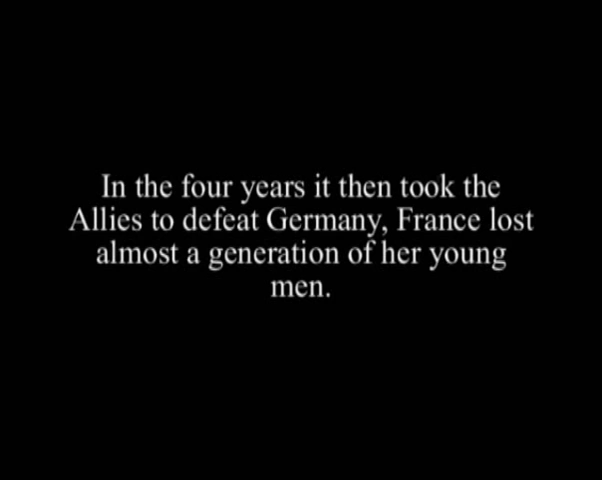 In the four years it then took the
Allies to defeat Germany, France lost
almost a generation of her young
men.